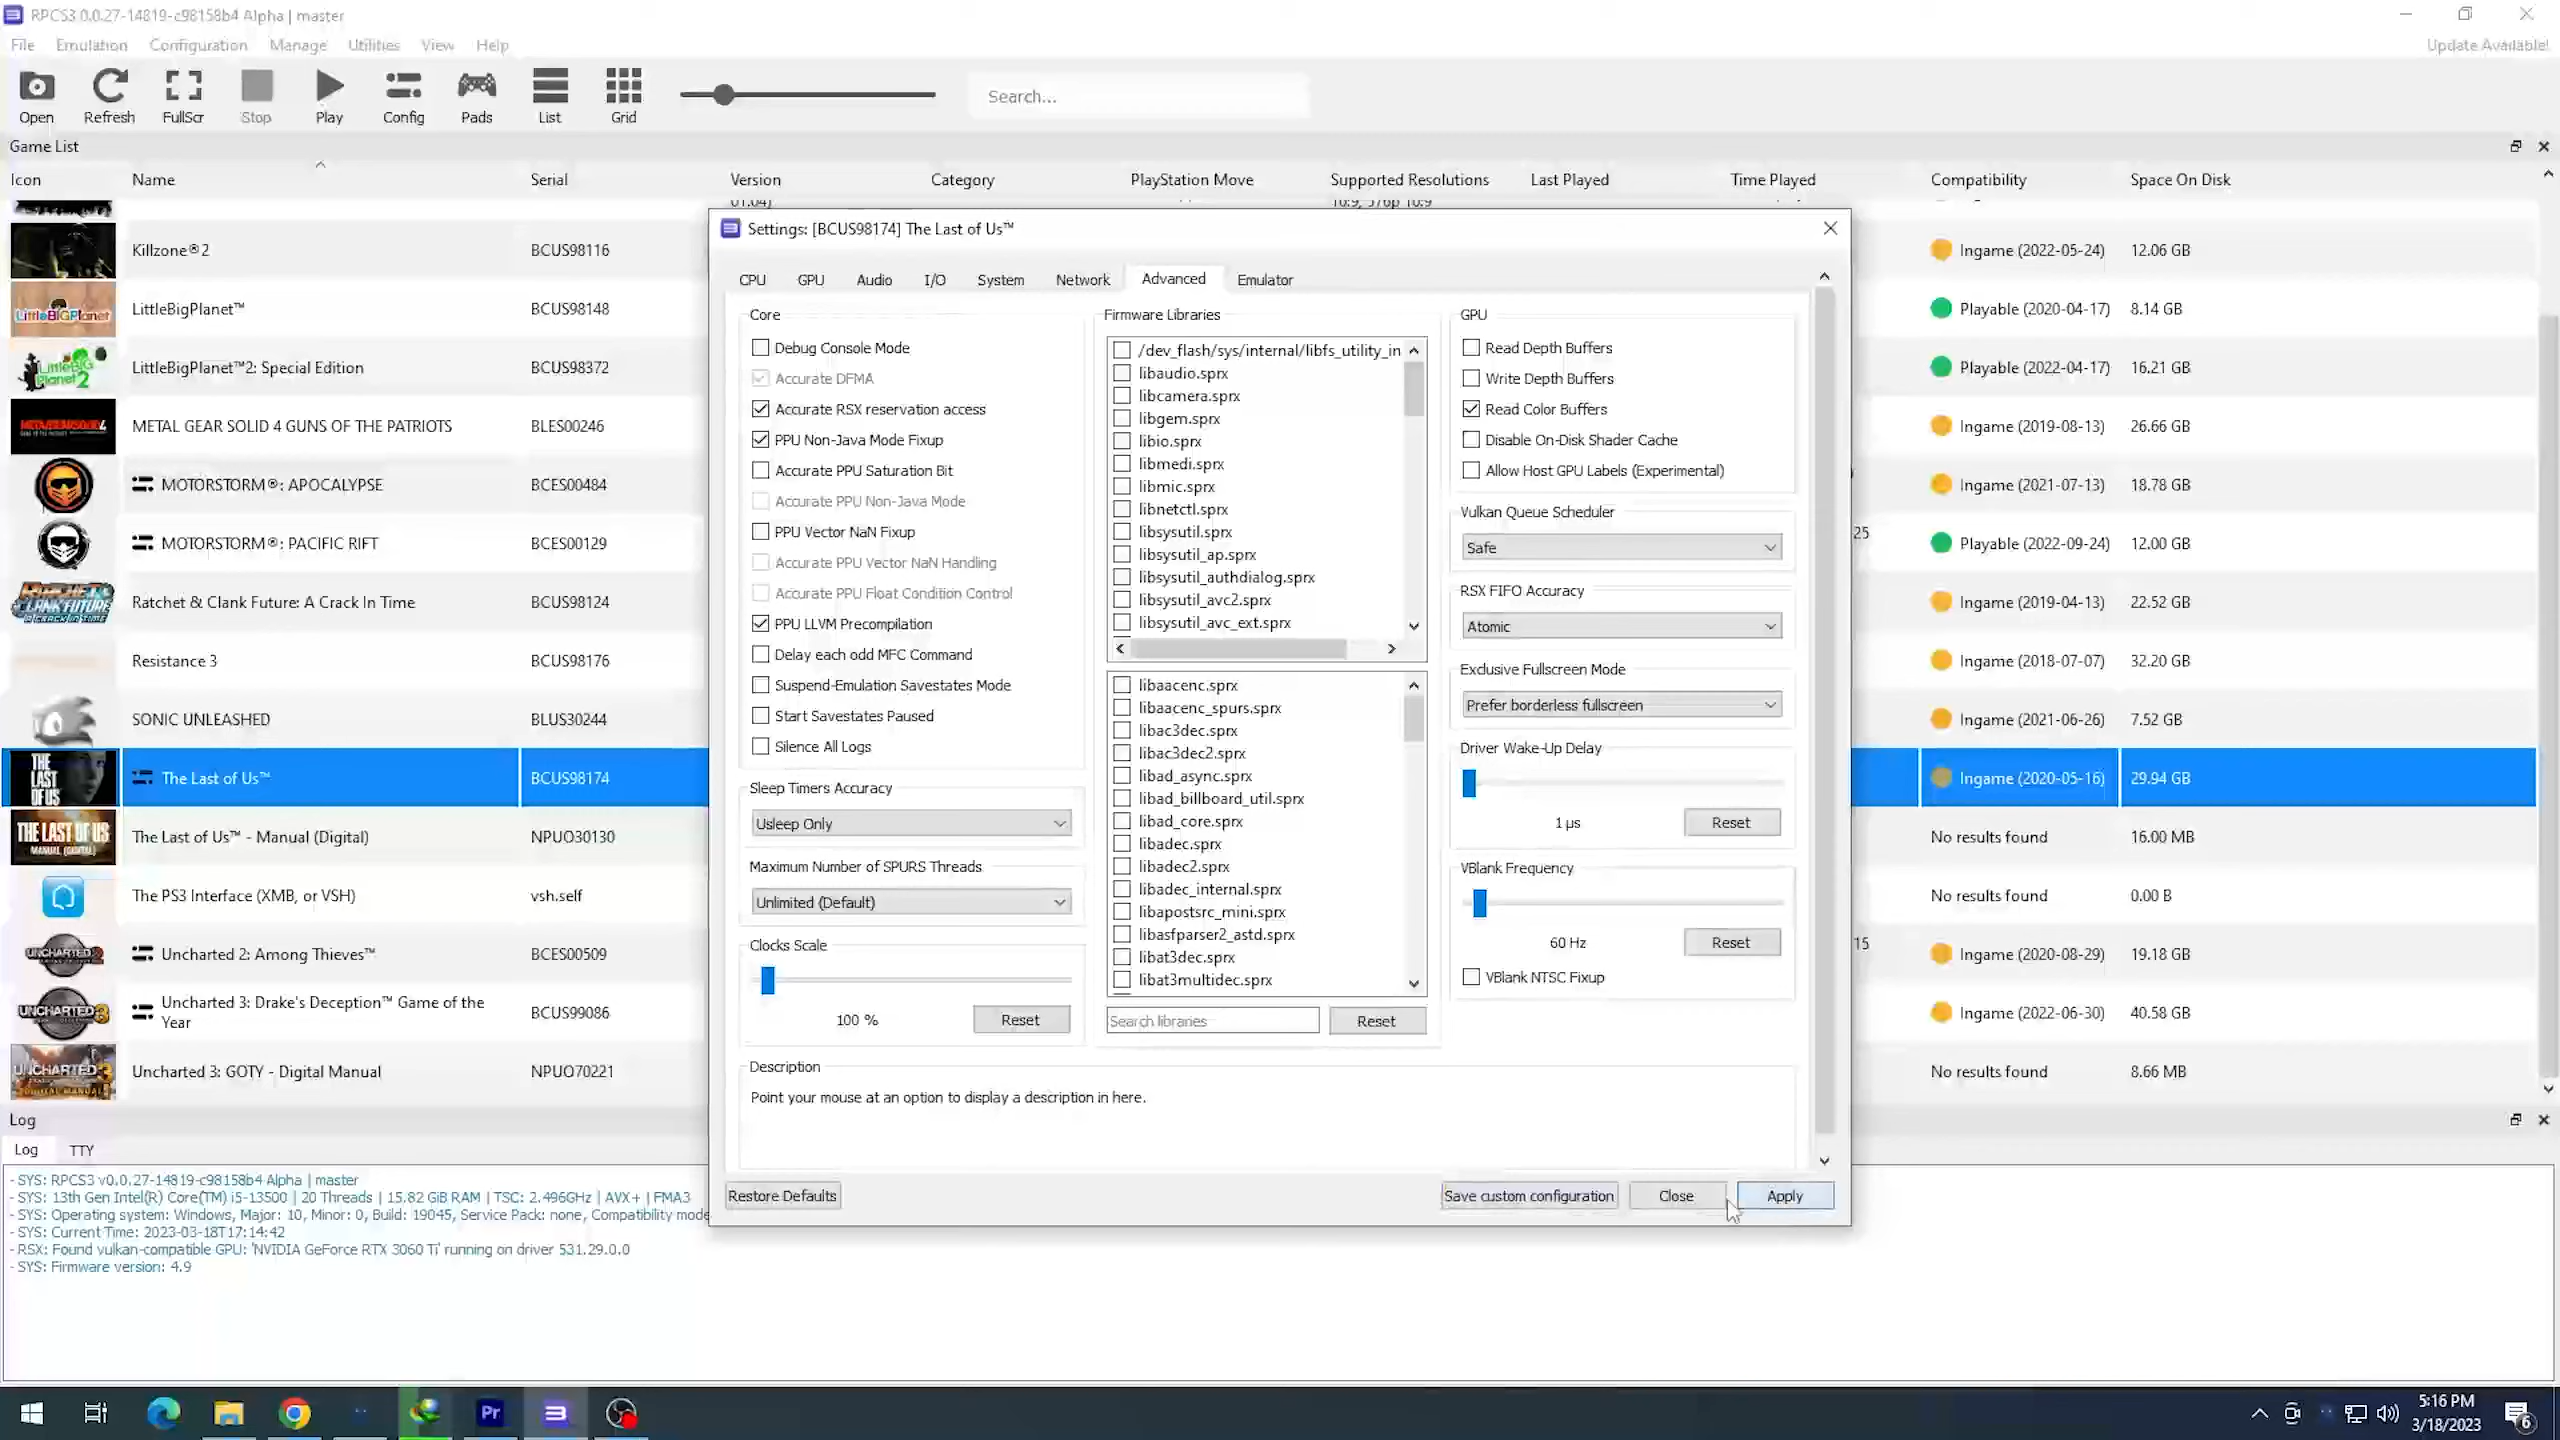 RPCS3 0.0.27-14819-c98158b4 Alpha | master
File Emulation Configuration Manage Utilities View Help
Update Available!
Open Refresh FullScr Stop Play Config Pads List Grid
Search...
Game List
Icon Name Serial Version Category PlayStation Move Supported Resolutions Last Played Time Played Compatibility Space On Disk
Killzone®2 BCUS98116 Ingame (2022-05-24) 12.06 GB
LittleBigPlanet™ BCUS98148 Playable (2020-04-17) 8.14 GB
LittleBigPlanet™2: Special Edition BCUS98372 Playable (2022-04-17) 16.21 GB
METAL GEAR SOLID 4 GUNS OF THE PATRIOTS BLES00246 Ingame (2019-08-13) 26.66 GB
MOTORSTORM®: APOCALYPSE BCES00484 Ingame (2021-07-13) 18.78 GB
MOTORSTORM®: PACIFIC RIFT BCES00129 25 Playable (2022-09-24) 12.00 GB
Ratchet & Clank Future: A Crack In Time BCUS98124 Ingame (2019-04-13) 22.52 GB
Resistance 3 BCUS98176 Ingame (2018-07-07) 32.20 GB
SONIC UNLEASHED BLUS30244 Ingame (2021-06-26) 7.52 GB
THE LAST OF US The Last of Us™ BCUS98174 Ingame (2020-05-16) 29.94 GB
THE LAST OF US The Last of Us™ - Manual (Digital) NPUO30130 No results found 16.00 MB
The PS3 Interface (XMB, or VSH) vsh.self No results found 0.00 B
Uncharted 2: Among Thieves™ BCES00509 15 Ingame (2020-08-29) 19.18 GB
Uncharted 3: Drake's Deception™ Game of the
Year BCUS99086 Ingame (2022-06-30) 40.58 GB
Uncharted 3: GOTY - Digital Manual NPUO70221 No results found 8.66 MB
Settings: [BCUS98174] The Last of Us™
CPU GPU Audio I/O System Network Advanced Emulator
Core
Debug Console Mode
Accurate DFMA
Accurate RSX reservation access
PPU Non-Java Mode Fixup
Accurate PPU Saturation Bit
Accurate PPU Non-Java Mode
PPU Vector NaN Fixup
Accurate PPU Vector NaN Handling
Accurate PPU Float Condition Control
PPU LLVM Precompilation
Delay each odd MFC Command
Suspend-Emulation Savestates Mode
Start Savestates Paused
Silence All Logs
Sleep Timers Accuracy
Usleep Only
Maximum Number of SPURS Threads
Unlimited (Default)
Clocks Scale
100 % Reset
Firmware Libraries
/dev_flash/sys/internal/libfs_utility_in
libaudio.sprx
libcamera.sprx
libgem.sprx
libio.sprx
libmedi.sprx
libmic.sprx
libnetctl.sprx
libsysutil.sprx
libsysutil_ap.sprx
libsysutil_authdialog.sprx
libsysutil_avc2.sprx
libsysutil_avc_ext.sprx
libaacenc.sprx
libaacenc_spurs.sprx
libac3dec.sprx
libac3dec2.sprx
libad_async.sprx
libad_billboard_util.sprx
libad_core.sprx
libadec.sprx
libadec2.sprx
libadec_internal.sprx
libapostsrc_mini.sprx
libasfparser2_astd.sprx
libat3dec.sprx
libat3multidec.sprx
Search libraries Reset
GPU
Read Depth Buffers
Write Depth Buffers
Read Color Buffers
Disable On-Disk Shader Cache
Allow Host GPU Labels (Experimental)
Vulkan Queue Scheduler
Safe
RSX FIFO Accuracy
Atomic
Exclusive Fullscreen Mode
Prefer borderless fullscreen
Driver Wake-Up Delay
1 µs Reset
VBlank Frequency
60 Hz Reset
VBlank NTSC Fixup
Description
Point your mouse at an option to display a description in here.
Restore Defaults Save custom configuration Close Apply
Log
Log TTY
- SYS: RPCS3 v0.0.27-14819-c98158b4 Alpha | master
- SYS: 13th Gen Intel(R) Core(TM) i5-13500 | 20 Threads | 15.82 GiB RAM | TSC: 2.496GHz | AVX+ | FMA3
- SYS: Operating system: Windows, Major: 10, Minor: 0, Build: 19045, Service Pack: none, Compatibility mode
- SYS: Current Time: 2023-03-18T17:14:42
- RSX: Found vulkan-compatible GPU: 'NVIDIA GeForce RTX 3060 Ti' running on driver 531.29.0.0
- SYS: Firmware version: 4.9
Pr
5:16 PM
3/18/2023
6